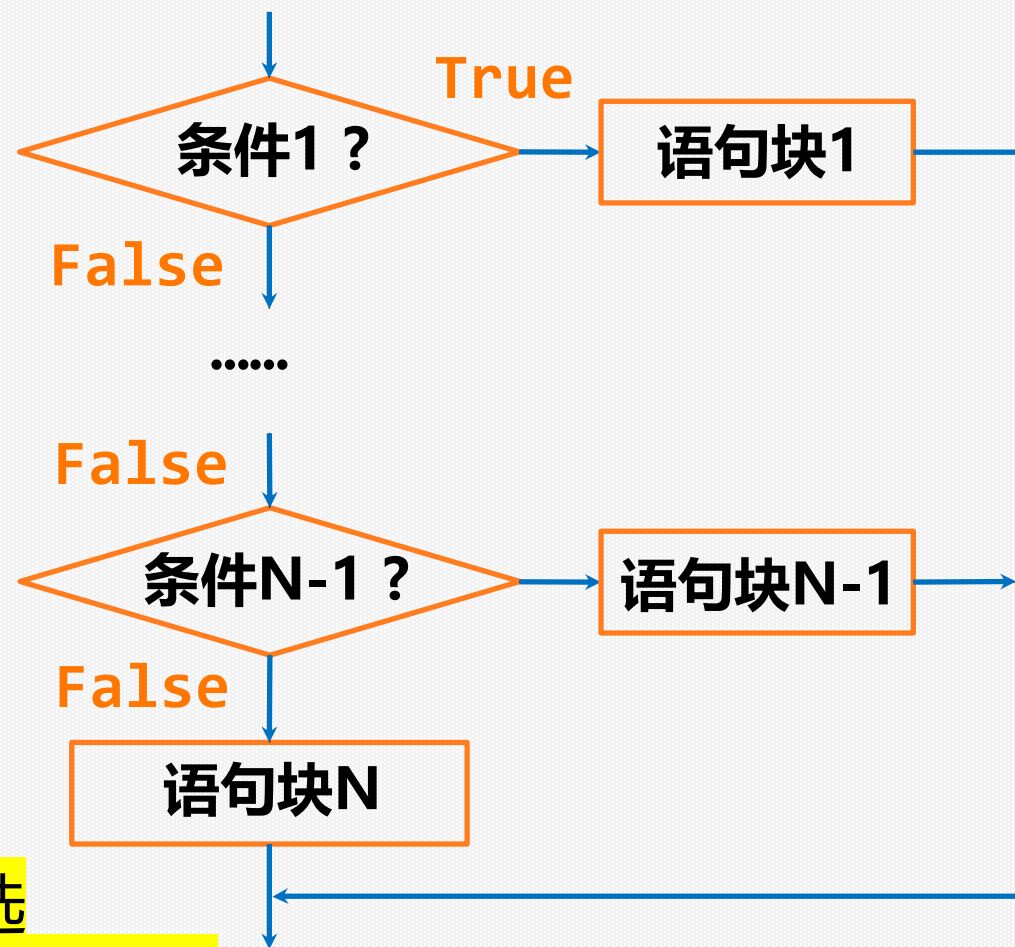 True
条件1？
语句块1
False
......
False
条件N-1？
语句块N-1
False
语句块N
选